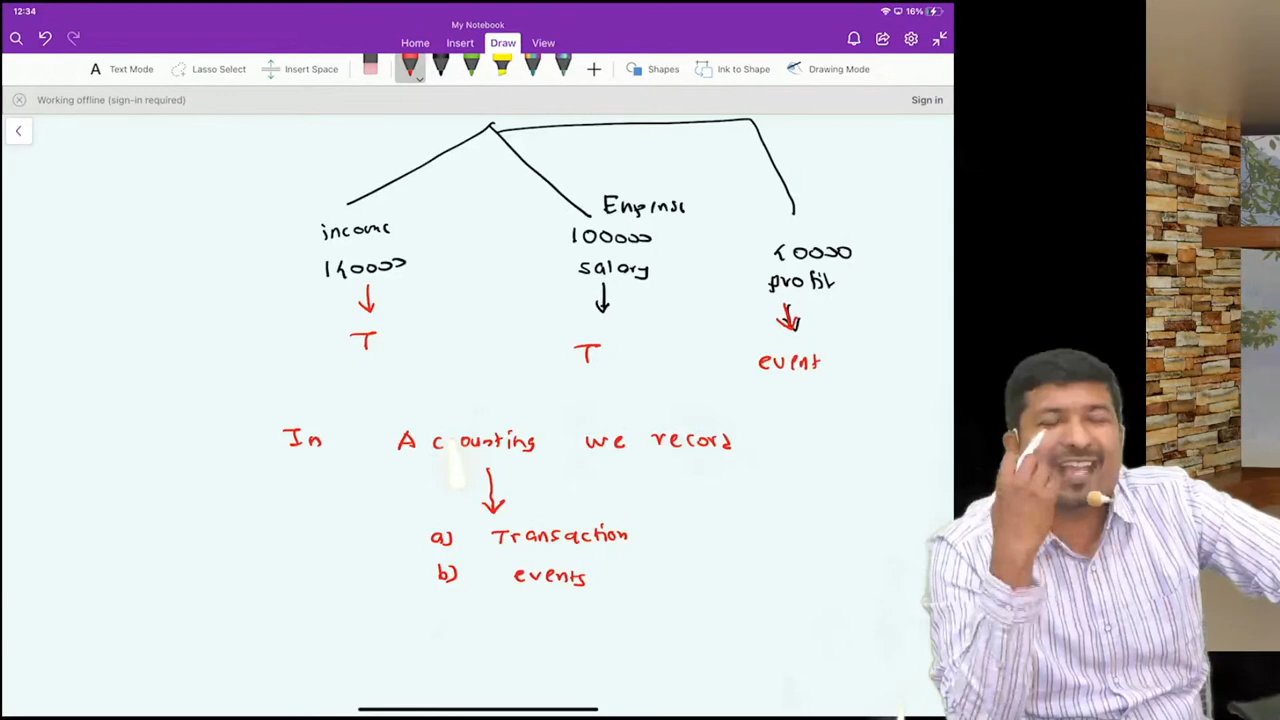 12:34
16%
My Notebook
Home Insert Draw View
Text Mode Lasso Select Insert Space Shapes Ink to Shape Drawing Mode
Working offline (sign-in required) Sign in
Expense
income 100000
140000 salary 40000
profit
T T event
In Accounting we record
a) Transaction
b) events